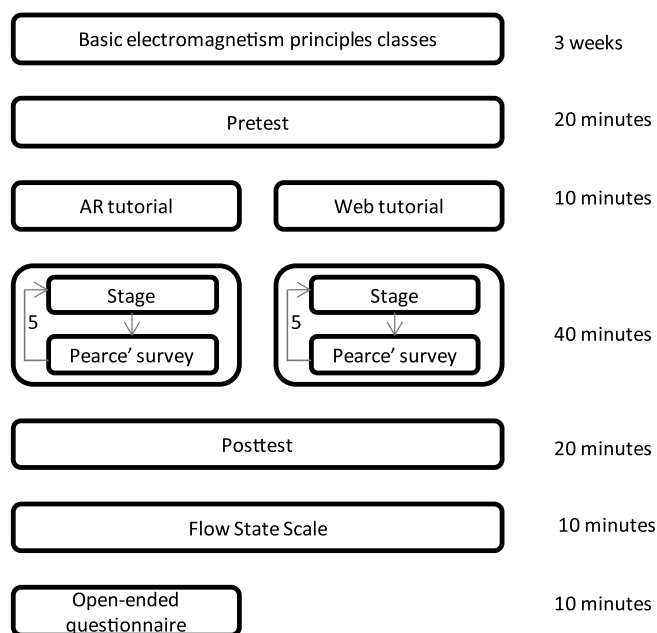 Basic electromagnetism principles classes
3 weeks
Pretest
20 minutes
AR tutorial
Web tutorial
10 minutes
Stage
5
Pearce’ survey
Stage
5
Pearce’ survey
40 minutes
Posttest
20 minutes
Flow State Scale
10 minutes
Open-ended
questionnaire
10 minutes